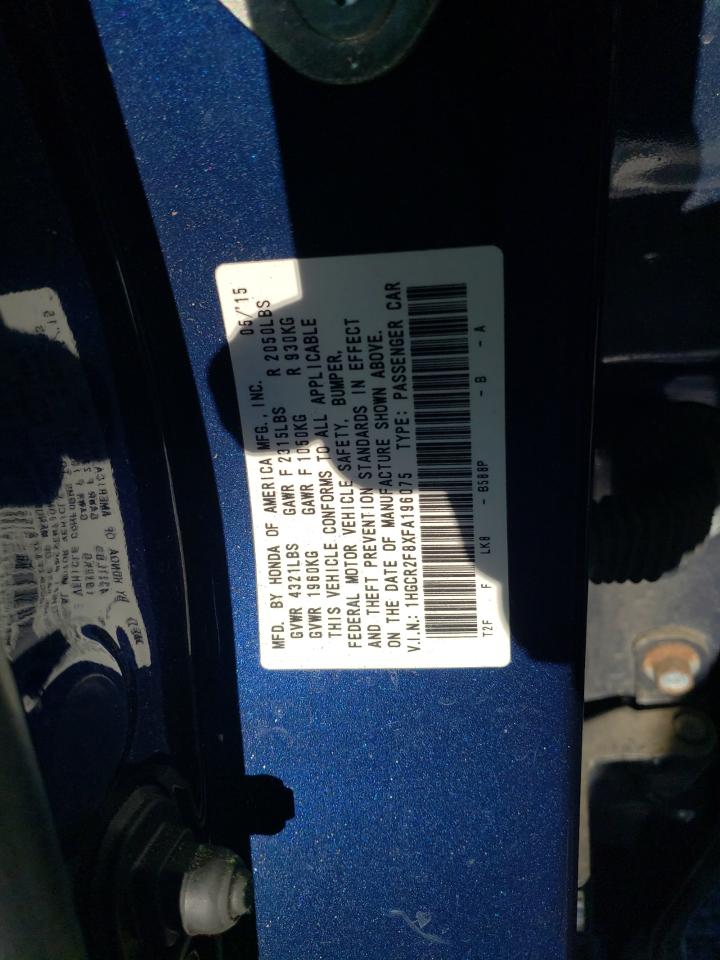 MFD. BY HONDA OF AMERICA MFG., INC. 05/'15
GVWR 4321LBS GAWR F 2315LBS R 2050LBS
GVWR 1960KG GAWR F 1050KG R 930KG
THIS VEHICLE CONFORMS TO ALL APPLICABLE
FEDERAL MOTOR VEHICLE SAFETY, BUMPER,
AND THEFT PREVENTION STANDARDS IN EFFECT
ON THE DATE OF MANUFACTURE SHOWN ABOVE.
V.I.N.: 1HGCR2F8XFA196075 TYPE: PASSENGER CAR
T2F F LK8 - B588P - B - A